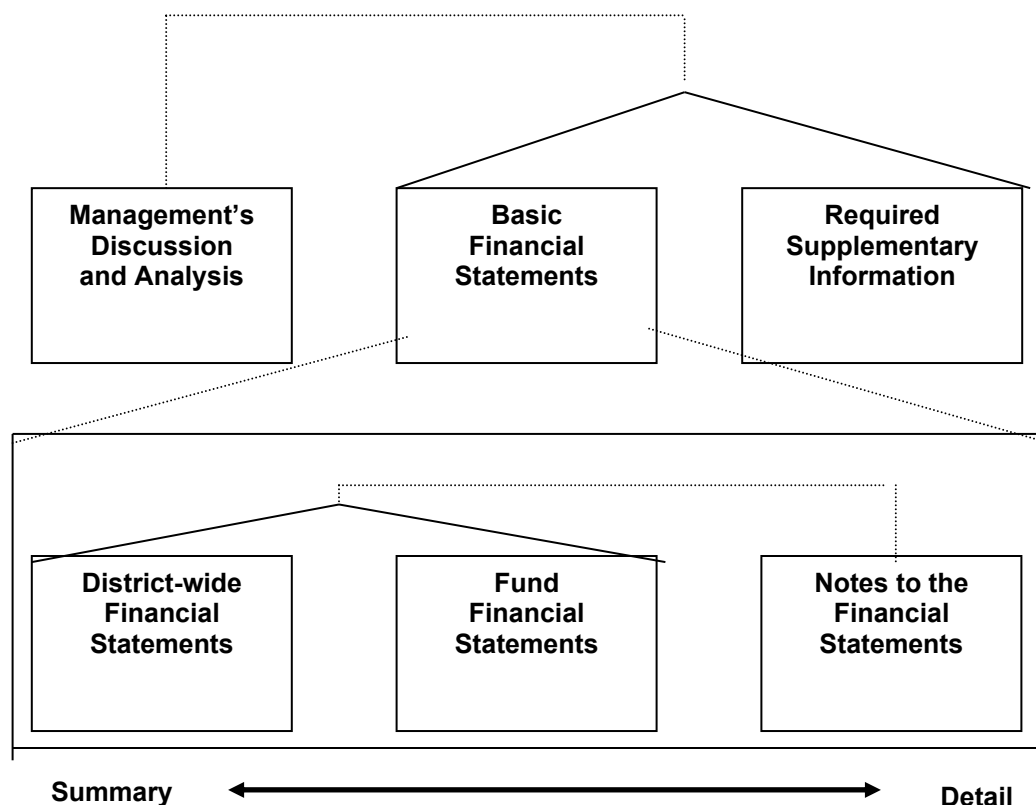 Management’s
Discussion
and Analysis
Basic
Financial
Statements
Required
Supplementary
Information
District-wide
Financial
Statements
Fund
Financial
Statements
Notes to the
Financial
Statements
Summary
Detail